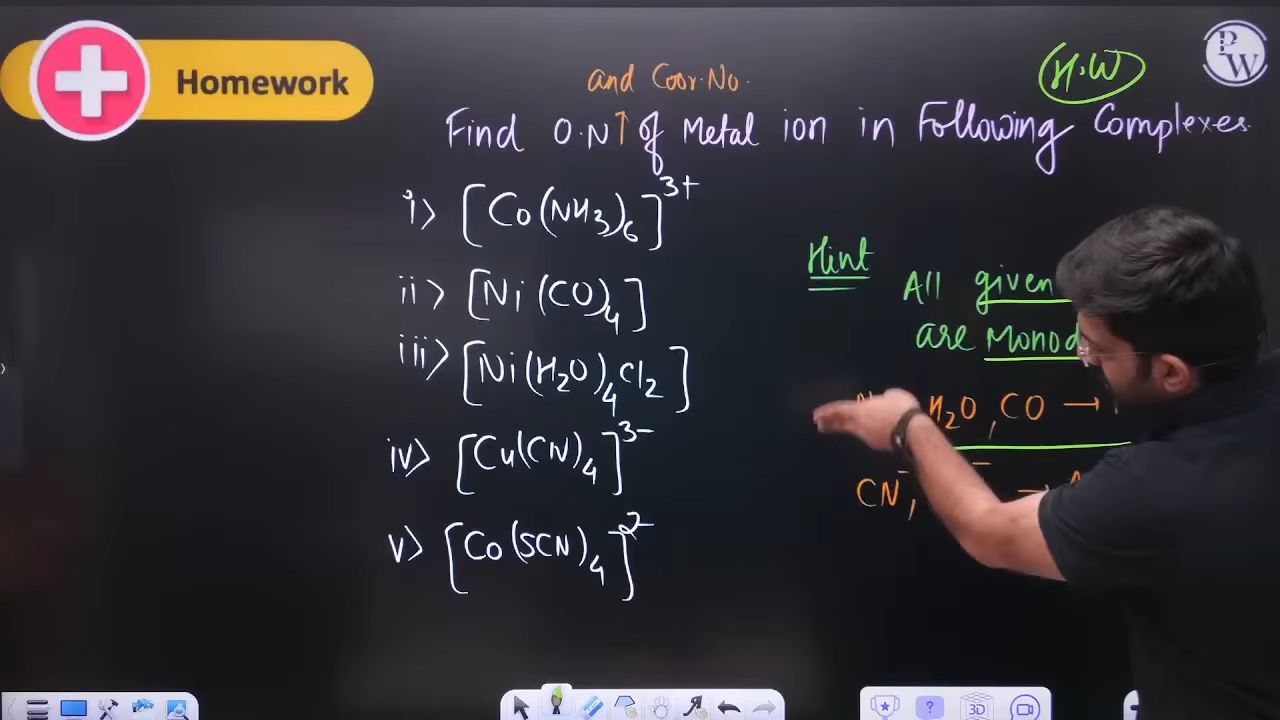 Homework
H.W
PW
and Coor. No.
Find O.N↑ of Metal ion in Following Complexes.
i> [Co(NH3)6]3+
ii> [Ni(CO)4]
iii> [Ni(H2O)4Cl2]
iv> [Cu(CN)4]3-
v> [Co(SCN)4]2-
Hint
All given
are
H2O, CO →
CN-, →
3D